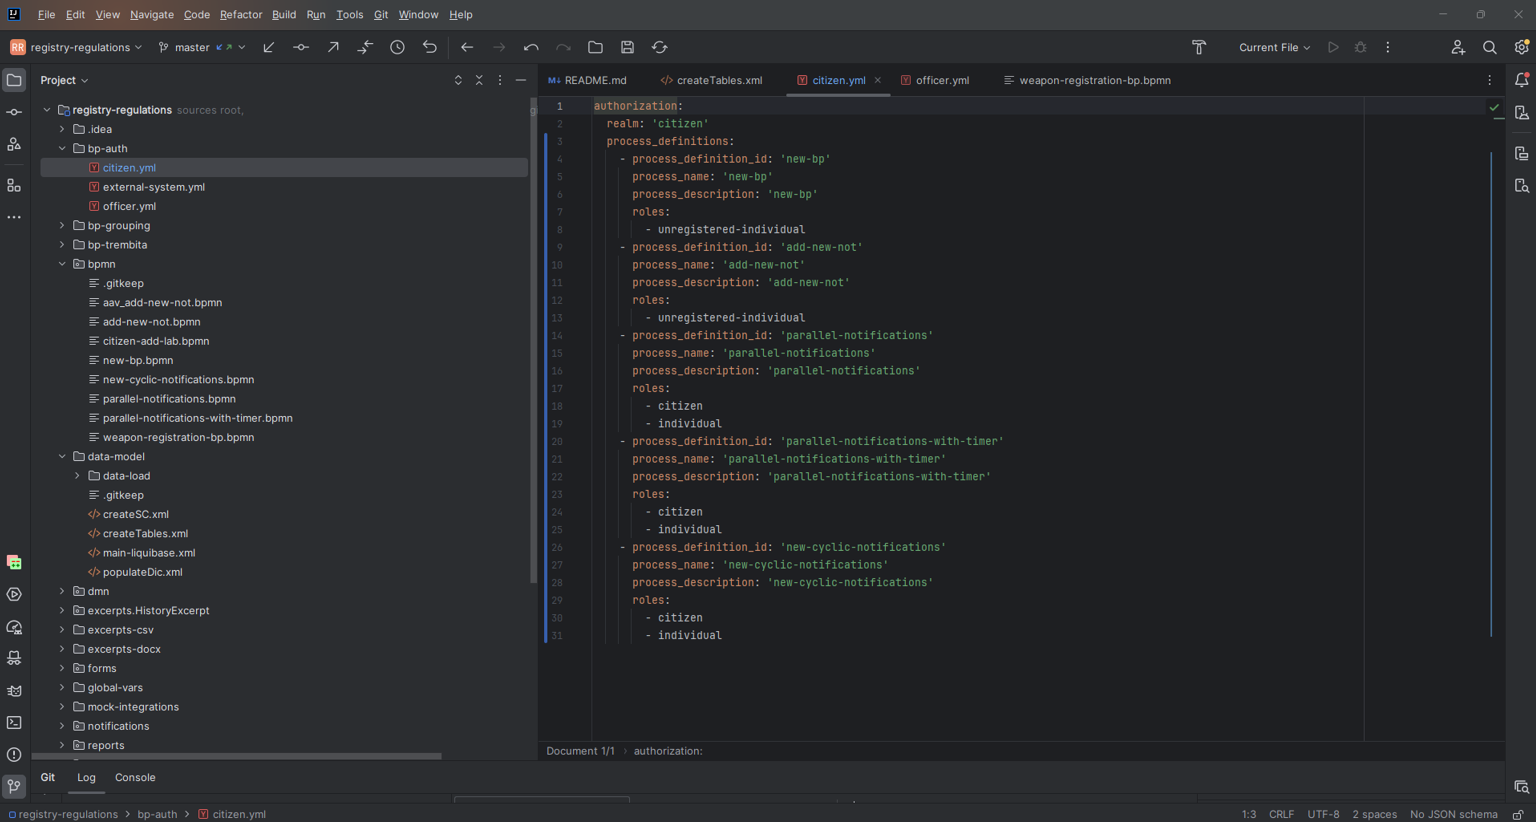 File Edit View Navigate Code Refactor Build Run Tools Git Window Help
RR registry-regulations master Current File
Project
README.md createTables.xml citizen.yml officer.yml weapon-registration-bp.bpmn
registry-regulations sources root,
.idea
bp-auth
citizen.yml
external-system.yml
officer.yml
bp-grouping
bp-trembita
bpmn
.gitkeep
aav_add-new-not.bpmn
add-new-not.bpmn
citizen-add-lab.bpmn
new-bp.bpmn
new-cyclic-notifications.bpmn
parallel-notifications.bpmn
parallel-notifications-with-timer.bpmn
weapon-registration-bp.bpmn
data-model
data-load
.gitkeep
createSC.xml
createTables.xml
main-liquibase.xml
populateDic.xml
dmn
excerpts.HistoryExcerpt
excerpts-csv
excerpts-docx
forms
global-vars
mock-integrations
notifications
reports
1 authorization:
2 realm: 'citizen'
3 process_definitions:
4 - process_definition_id: 'new-bp'
5 process_name: 'new-bp'
6 process_description: 'new-bp'
7 roles:
8 - unregistered-individual
9 - process_definition_id: 'add-new-not'
10 process_name: 'add-new-not'
11 process_description: 'add-new-not'
12 roles:
13 - unregistered-individual
14 - process_definition_id: 'parallel-notifications'
15 process_name: 'parallel-notifications'
16 process_description: 'parallel-notifications'
17 roles:
18 - citizen
19 - individual
20 - process_definition_id: 'parallel-notifications-with-timer'
21 process_name: 'parallel-notifications-with-timer'
22 process_description: 'parallel-notifications-with-timer'
23 roles:
24 - citizen
25 - individual
26 - process_definition_id: 'new-cyclic-notifications'
27 process_name: 'new-cyclic-notifications'
28 process_description: 'new-cyclic-notifications'
29 roles:
30 - citizen
31 - individual
Document 1/1 › authorization:
Git Log Console
registry-regulations > bp-auth > citizen.yml 1:3 CRLF UTF-8 2 spaces No JSON schema